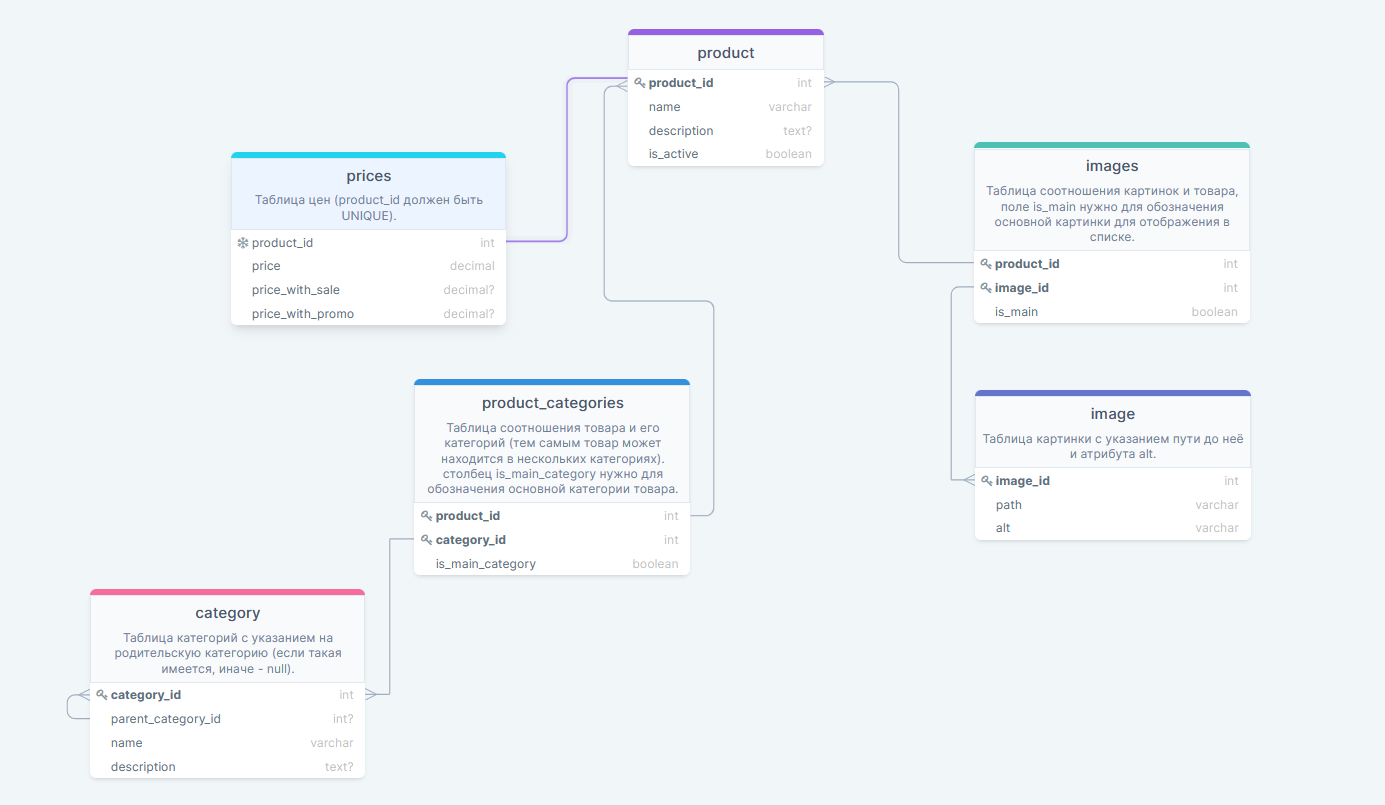 product
product_id int
name varchar
description text?
is_active boolean
prices
Таблица цен (product_id должен быть
UNIQUE).
product_id int
price decimal
price_with_sale decimal?
price_with_promo decimal?
images
Таблица соотношения картинок и товара,
поле is_main нужно для обозначения
основной картинки для отображения в
списке.
product_id int
image_id int
is_main boolean
product_categories
Таблица соотношения товара и его
категорий (тем самым товар может
находится в нескольких категориях).
столбец is_main_category нужно для
обозначения основной категории товара.
product_id int
category_id int
is_main_category boolean
image
Таблица картинки с указанием пути до неё
и атрибута alt.
image_id int
path varchar
alt varchar
category
Таблица категорий с указанием на
родительскую категорию (если такая
имеется, иначе - null).
category_id int
parent_category_id int?
name varchar
description text?